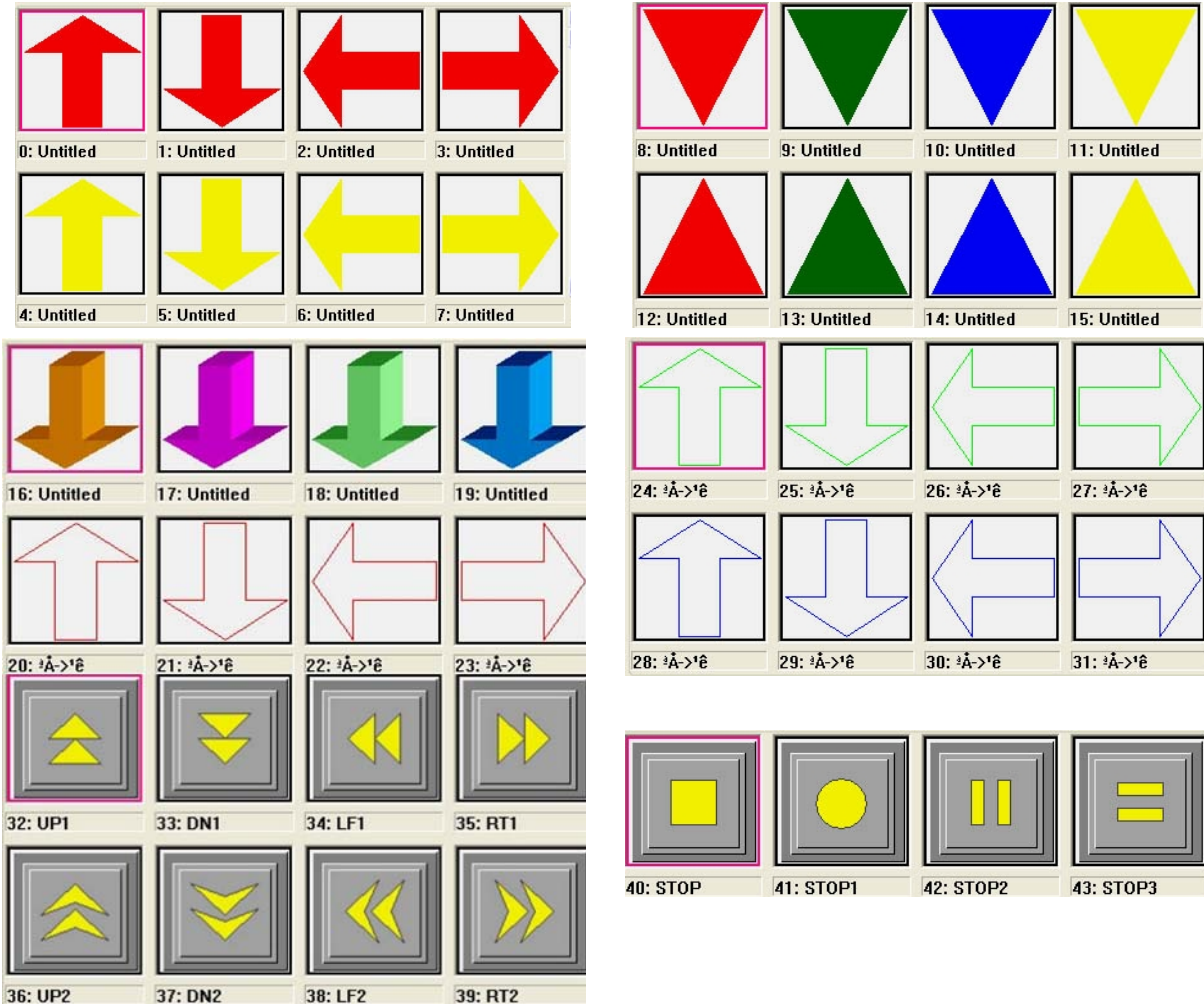 0: Untitled 1: Untitled 2: Untitled 3: Untitled
4: Untitled 5: Untitled 6: Untitled 7: Untitled
8: Untitled 9: Untitled 10: Untitled 11: Untitled
12: Untitled 13: Untitled 14: Untitled 15: Untitled
16: Untitled 17: Untitled 18: Untitled 19: Untitled
20: ³Å->¹ê 21: ³Å->¹ê 22: ³Å->¹ê 23: ³Å->¹ê
24: ³Å->¹ê 25: ³Å->¹ê 26: ³Å->¹ê 27: ³Å->¹ê
28: ³Å->¹ê 29: ³Å->¹ê 30: ³Å->¹ê 31: ³Å->¹ê
32: UP1 33: DN1 34: LF1 35: RT1
36: UP2 37: DN2 38: LF2 39: RT2
40: STOP 41: STOP1 42: STOP2 43: STOP3